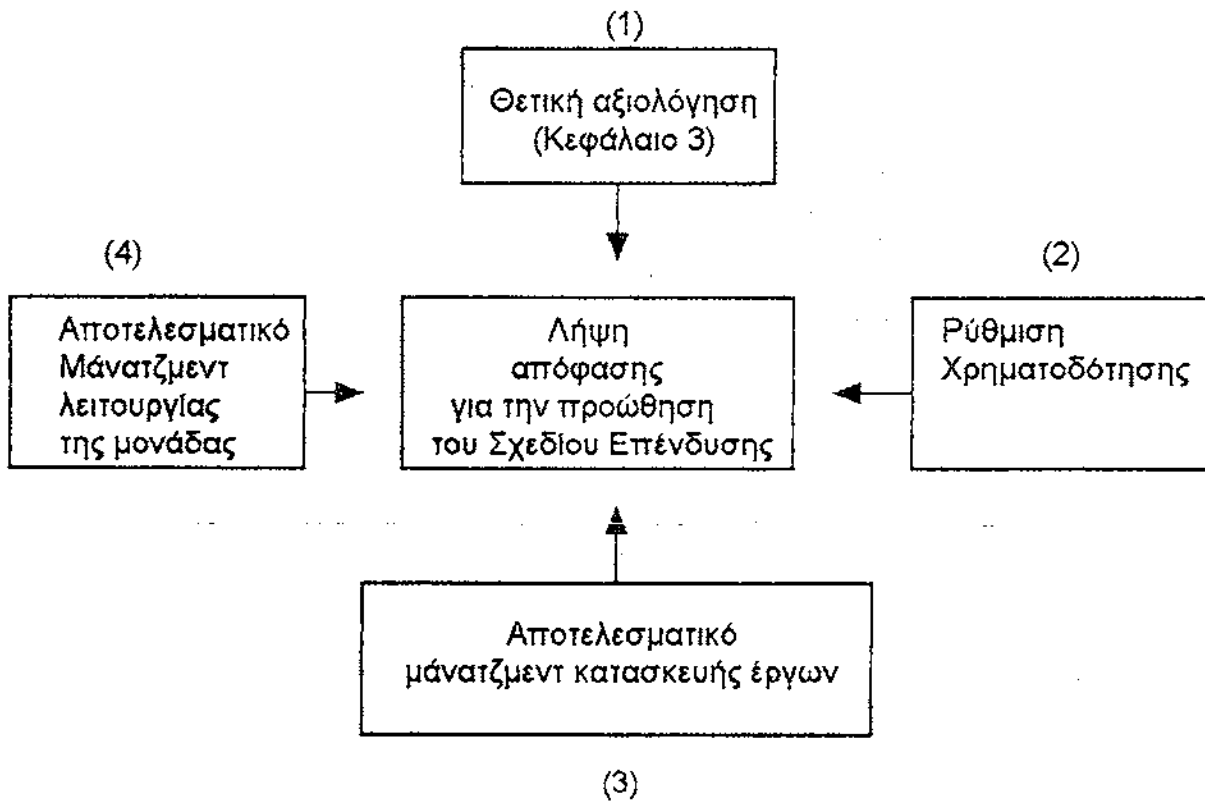 (1)
Θετική αξιολόγηση
(Κεφάλαιο 3)
(4)
Αποτελεσματικό
Μάνατζμεντ
λειτουργίας
της μονάδας
Λήψη
απόφασης
για την προώθηση
του Σχεδίου Επένδυσης
(2)
Ρύθμιση
Χρηματοδότησης
Αποτελεσματικό
μάνατζμεντ κατασκευής έργων
(3)